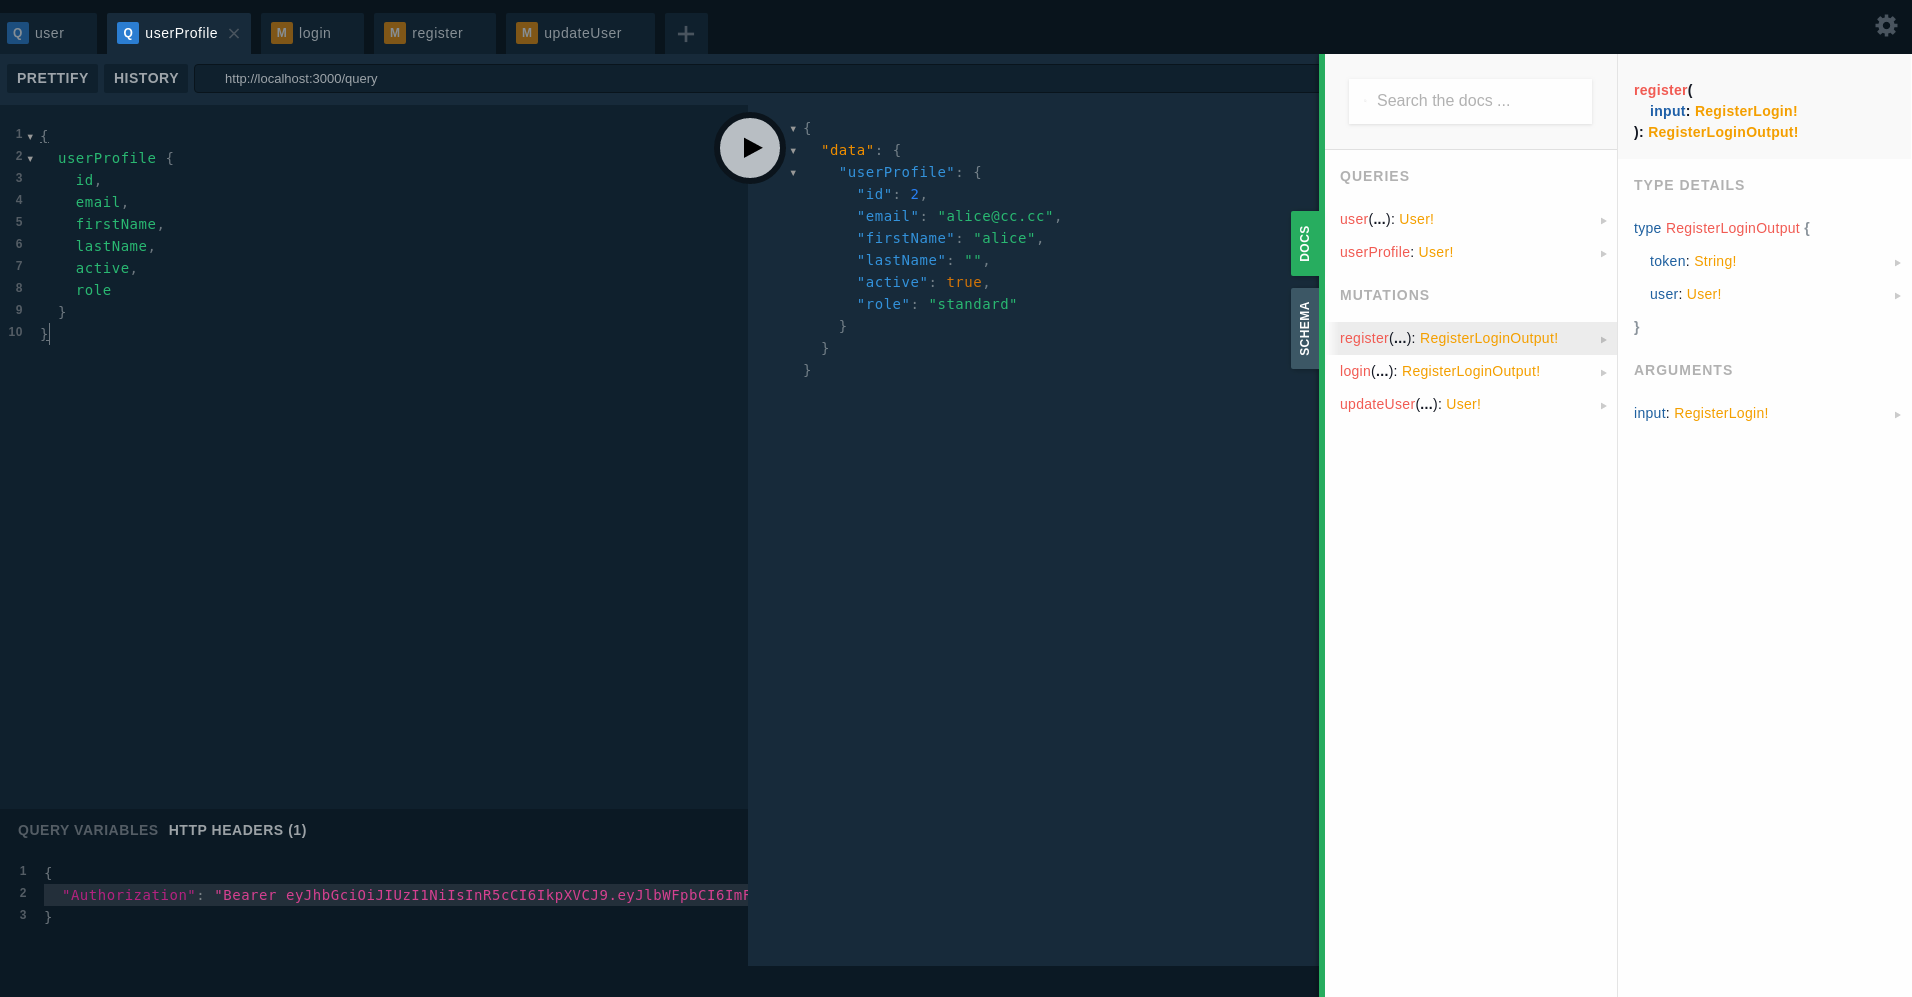 Q user
Q userProfile
M login
M register
M updateUser
PRETTIFY
HISTORY
http://localhost:3000/query
1 {
2 userProfile {
3 id,
4 email,
5 firstName,
6 lastName,
7 active,
8 role
9 }
10 }
{
"data": {
"userProfile": {
"id": 2,
"email": "alice@cc.cc",
"firstName": "alice",
"lastName": "",
"active": true,
"role": "standard"
}
}
}
QUERY VARIABLES HTTP HEADERS (1)
1 {
2 "Authorization": "Bearer eyJhbGciOiJIUzI1NiIsInR5cCI6IkpXVCJ9.eyJlbWFpbCI6ImF
3 }
DOCS
SCHEMA
Search the docs ...
QUERIES
user(...): User!
userProfile: User!
MUTATIONS
register(...): RegisterLoginOutput!
login(...): RegisterLoginOutput!
updateUser(...): User!
register(
input: RegisterLogin!
): RegisterLoginOutput!
TYPE DETAILS
type RegisterLoginOutput {
token: String!
user: User!
}
ARGUMENTS
input: RegisterLogin!